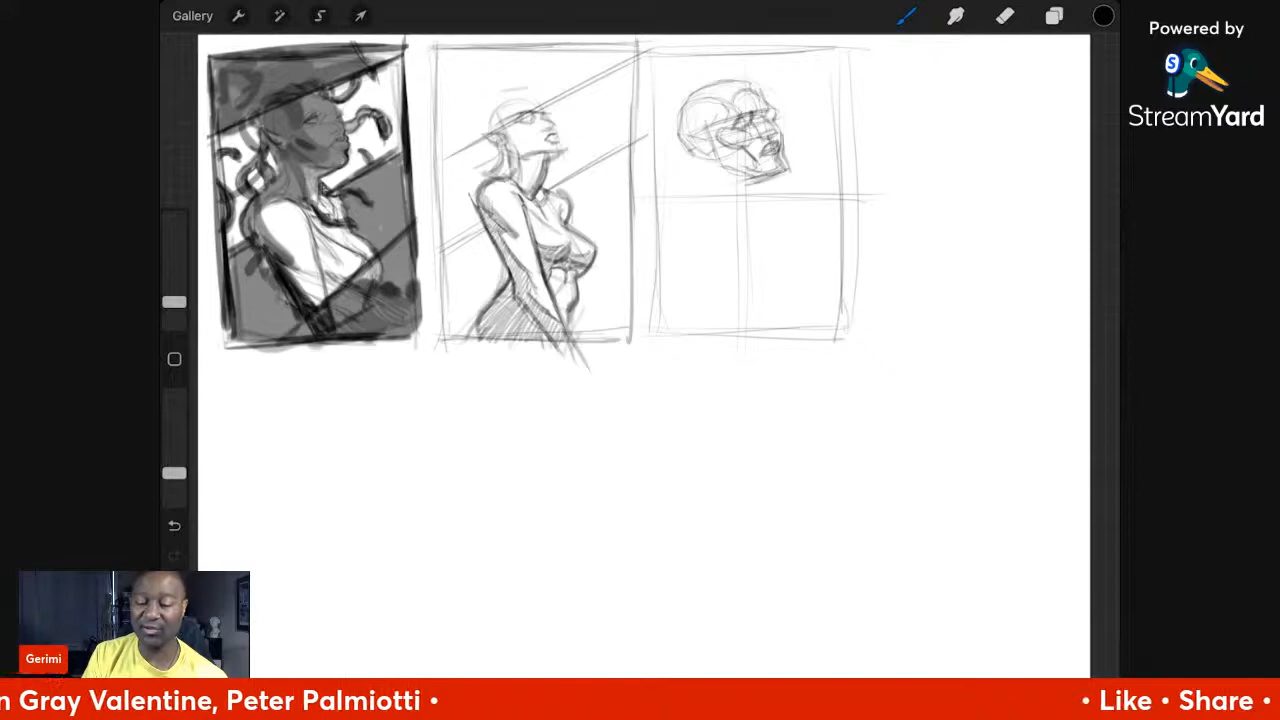 Gallery
Powered by
S
StreamYard
Gerimi
n Gray Valentine, Peter Palmiotti •
• Like • Share •